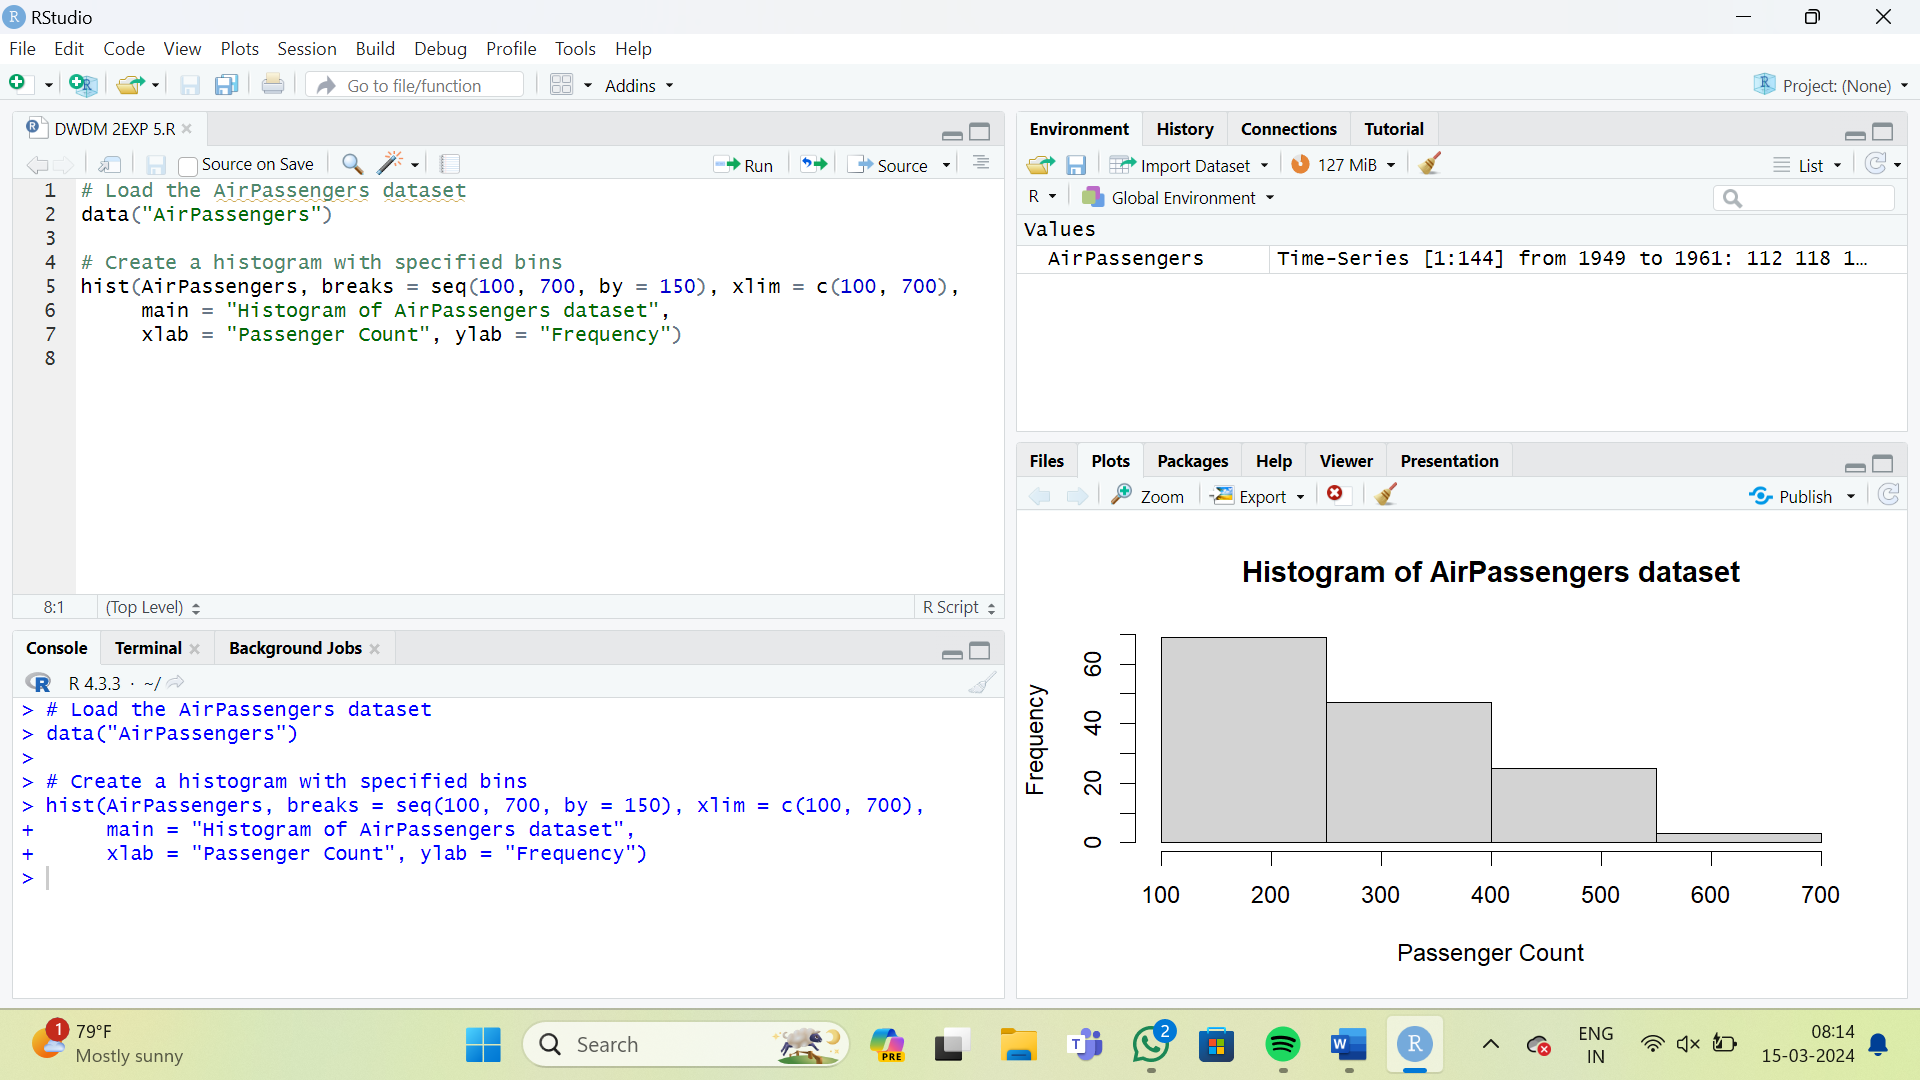 RStudio
File Edit Code View Plots Session Build Debug Profile Tools Help
Go to file/function Addins Project: (None)
DWDM 2EXP 5.R
Source on Save Run Source
1 # Load the AirPassengers dataset
2 data("AirPassengers")
3
4 # Create a histogram with specified bins
5 hist(AirPassengers, breaks = seq(100, 700, by = 150), xlim = c(100, 700),
6 main = "Histogram of AirPassengers dataset",
7 xlab = "Passenger Count", ylab = "Frequency")
8
8:1 (Top Level) R Script
Console Terminal Background Jobs
R 4.3.3 · ~/
> # Load the AirPassengers dataset
> data("AirPassengers")
>
> # Create a histogram with specified bins
> hist(AirPassengers, breaks = seq(100, 700, by = 150), xlim = c(100, 700),
+ main = "Histogram of AirPassengers dataset",
+ xlab = "Passenger Count", ylab = "Frequency")
>
Environment History Connections Tutorial
Import Dataset 127 MiB List
R Global Environment
Values
AirPassengers Time-Series [1:144] from 1949 to 1961: 112 118 1…
Files Plots Packages Help Viewer Presentation
Zoom Export Publish
Histogram of AirPassengers dataset
Frequency
60
40
20
0
100 200 300 400 500 600 700
Passenger Count
1
79°F
Mostly sunny
Search
PRE
T
2
W
R
ENG
IN
08:14
15-03-2024